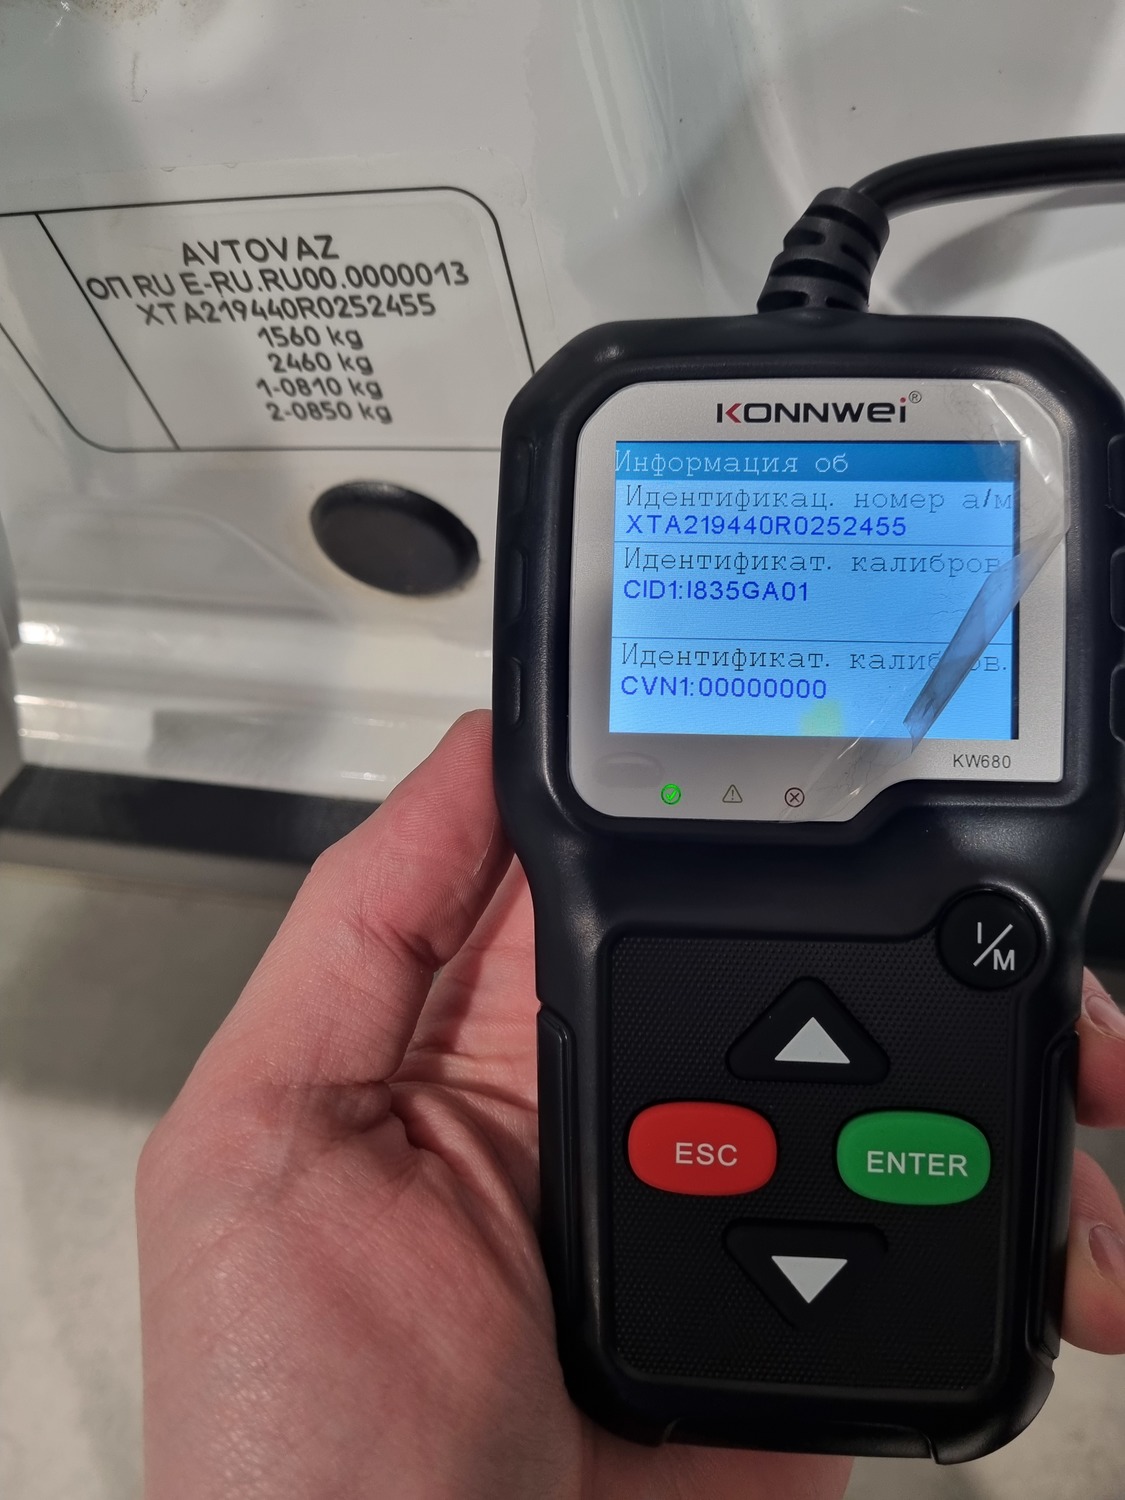 AVTOVAZ
ОП RU E-RU.RU00.0000013
XTA219440R0252455
1560 kg
2460 kg
1-0810 kg
2-0850 kg
KONNWEI®
Информация об
Идентификац. номер а/м
XTA219440R0252455
Идентификат. калибров.
CID1:I835GA01
Идентификат. калибров.
CVN1:00000000
KW680
I/M
ESC
ENTER